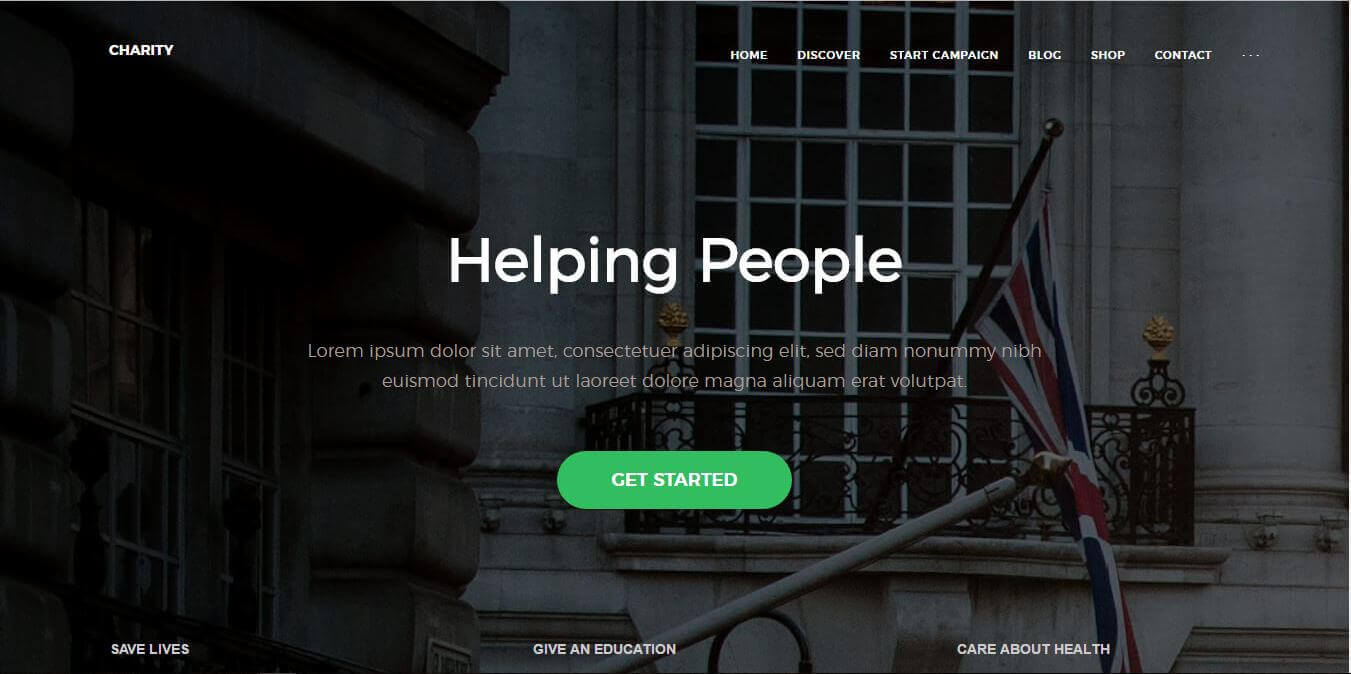 CHARITY
HOME DISCOVER START CAMPAIGN BLOG SHOP CONTACT ...
Helping People
Lorem ipsum dolor sit amet, consectetuer adipiscing elit, sed diam nonummy nibh
euismod tincidunt ut laoreet dolore magna aliquam erat volutpat.
GET STARTED
SAVE LIVES GIVE AN EDUCATION CARE ABOUT HEALTH